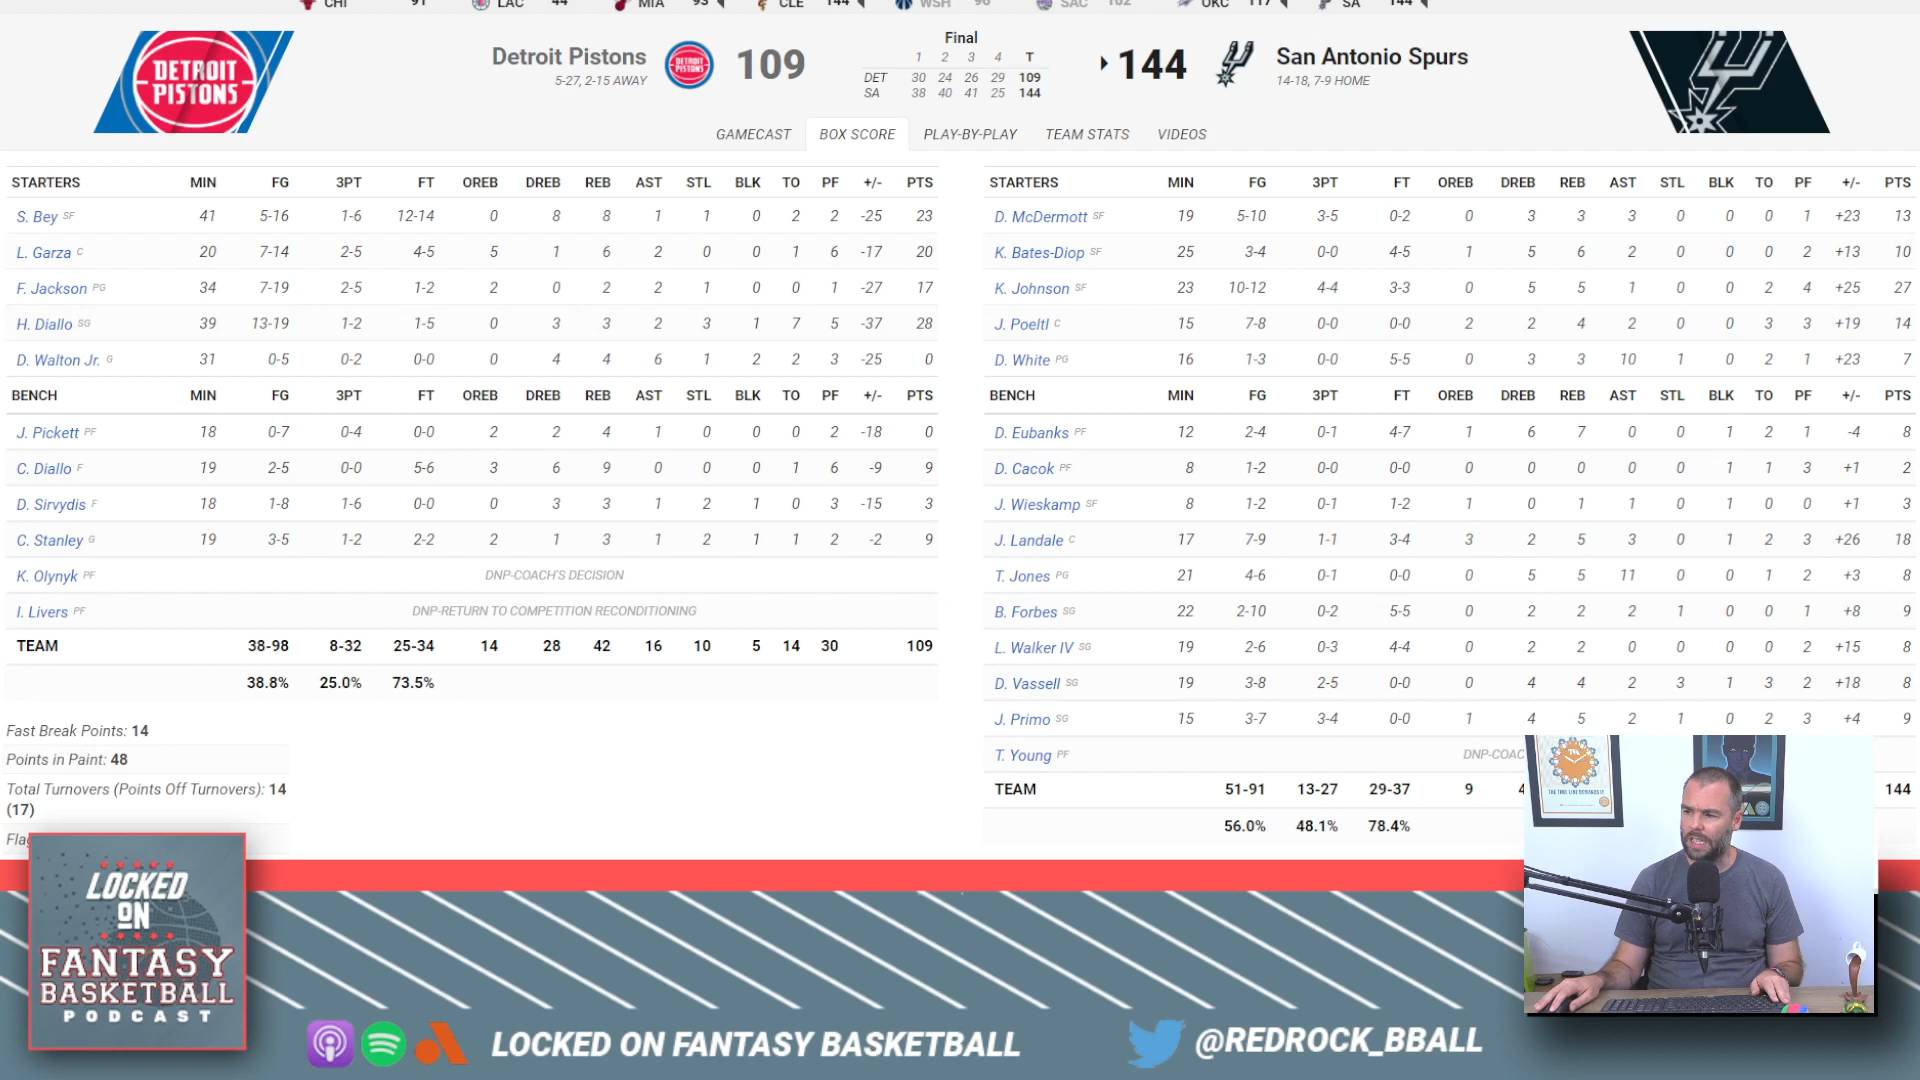 CHI 91 LAC 44 MIA 93 CLE 144 WSH 96 SAC 102 OKC 117 SA 144
Final
Detroit Pistons 109 144 San Antonio Spurs
5-27, 2-15 AWAY 14-18, 7-9 HOME
1 2 3 4 T
DET 30 24 26 29 109
SA 38 40 41 25 144
DETROIT PISTONS
GAMECAST BOX SCORE PLAY-BY-PLAY TEAM STATS VIDEOS
STARTERS MIN FG 3PT FT OREB DREB REB AST STL BLK TO PF +/- PTS
S. Bey SF 41 5-16 1-6 12-14 0 8 8 1 1 0 2 2 -25 23
L. Garza C 20 7-14 2-5 4-5 5 1 6 2 0 0 1 6 -17 20
F. Jackson PG 34 7-19 2-5 1-2 2 0 2 2 1 0 0 1 -27 17
H. Diallo SG 39 13-19 1-2 1-5 0 3 3 2 3 1 7 5 -37 28
D. Walton Jr. G 31 0-5 0-2 0-0 0 4 4 6 1 2 2 3 -25 0
BENCH MIN FG 3PT FT OREB DREB REB AST STL BLK TO PF +/- PTS
J. Pickett PF 18 0-7 0-4 0-0 2 2 4 1 0 0 0 2 -18 0
C. Diallo F 19 2-5 0-0 5-6 3 6 9 0 0 0 1 6 -9 9
D. Sirvydis F 18 1-8 1-6 0-0 0 3 3 1 2 1 0 3 -15 3
C. Stanley G 19 3-5 1-2 2-2 2 1 3 1 2 1 1 2 -2 9
K. Olynyk PF DNP-COACH'S DECISION
I. Livers PF DNP-RETURN TO COMPETITION RECONDITIONING
TEAM 38-98 8-32 25-34 14 28 42 16 10 5 14 30 109
38.8% 25.0% 73.5%
Fast Break Points: 14
Points in Paint: 48
Total Turnovers (Points Off Turnovers): 14
(17)
Flag
STARTERS MIN FG 3PT FT OREB DREB REB AST STL BLK TO PF +/- PTS
D. McDermott SF 19 5-10 3-5 0-2 0 3 3 3 0 0 0 1 +23 13
K. Bates-Diop SF 25 3-4 0-0 4-5 1 5 6 2 0 0 0 2 +13 10
K. Johnson SF 23 10-12 4-4 3-3 0 5 5 1 0 0 2 4 +25 27
J. Poeltl C 15 7-8 0-0 0-0 2 2 4 2 0 0 3 3 +19 14
D. White PG 16 1-3 0-0 5-5 0 3 3 10 1 0 2 1 +23 7
BENCH MIN FG 3PT FT OREB DREB REB AST STL BLK TO PF +/- PTS
D. Eubanks PF 12 2-4 0-1 4-7 1 6 7 0 0 1 2 1 -4 8
D. Cacok PF 8 1-2 0-0 0-0 0 0 0 0 0 1 1 3 +1 2
J. Wieskamp SF 8 1-2 0-1 1-2 1 0 1 1 0 1 0 0 +1 3
J. Landale C 17 7-9 1-1 3-4 3 2 5 3 0 1 2 3 +26 18
T. Jones PG 21 4-6 0-1 0-0 0 5 5 11 0 0 1 2 +3 8
B. Forbes SG 22 2-10 0-2 5-5 0 2 2 2 1 0 0 1 +8 9
L. Walker IV SG 19 2-6 0-3 4-4 0 2 2 0 0 0 0 2 +15 8
D. Vassell SG 19 3-8 2-5 0-0 0 4 4 2 3 1 3 2 +18 8
J. Primo SG 15 3-7 3-4 0-0 1 4 5 2 1 0 2 3 +4 9
T. Young PF DNP-COAC
TEAM 51-91 13-27 29-37 9 4 144
56.0% 48.1% 78.4%
LOCKED
ON
FANTASY
BASKETBALL
PODCAST
LOCKED ON FANTASY BASKETBALL @REDROCK_BBALL